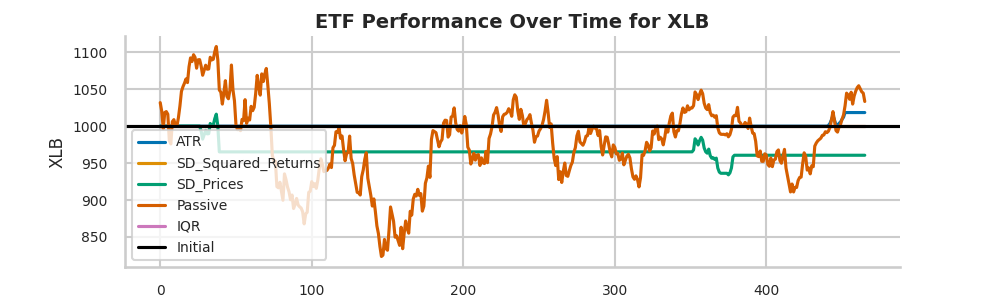 ETF Performance Over Time for XLB
1100
1050
1000
950
900
850
XLB
ATR
SD_Squared_Returns
SD_Prices
Passive
IQR
Initial
0 100 200 300 400